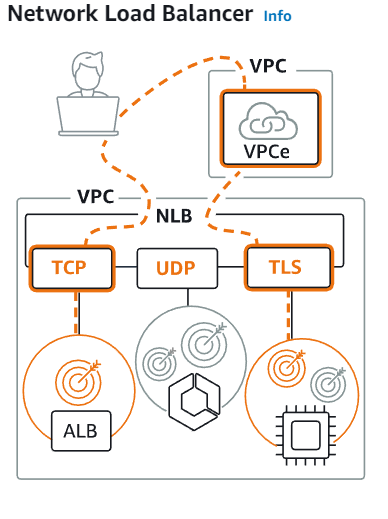 Network Load Balancer Info
VPC
VPCe
VPC
NLB
TCP
UDP
TLS
ALB